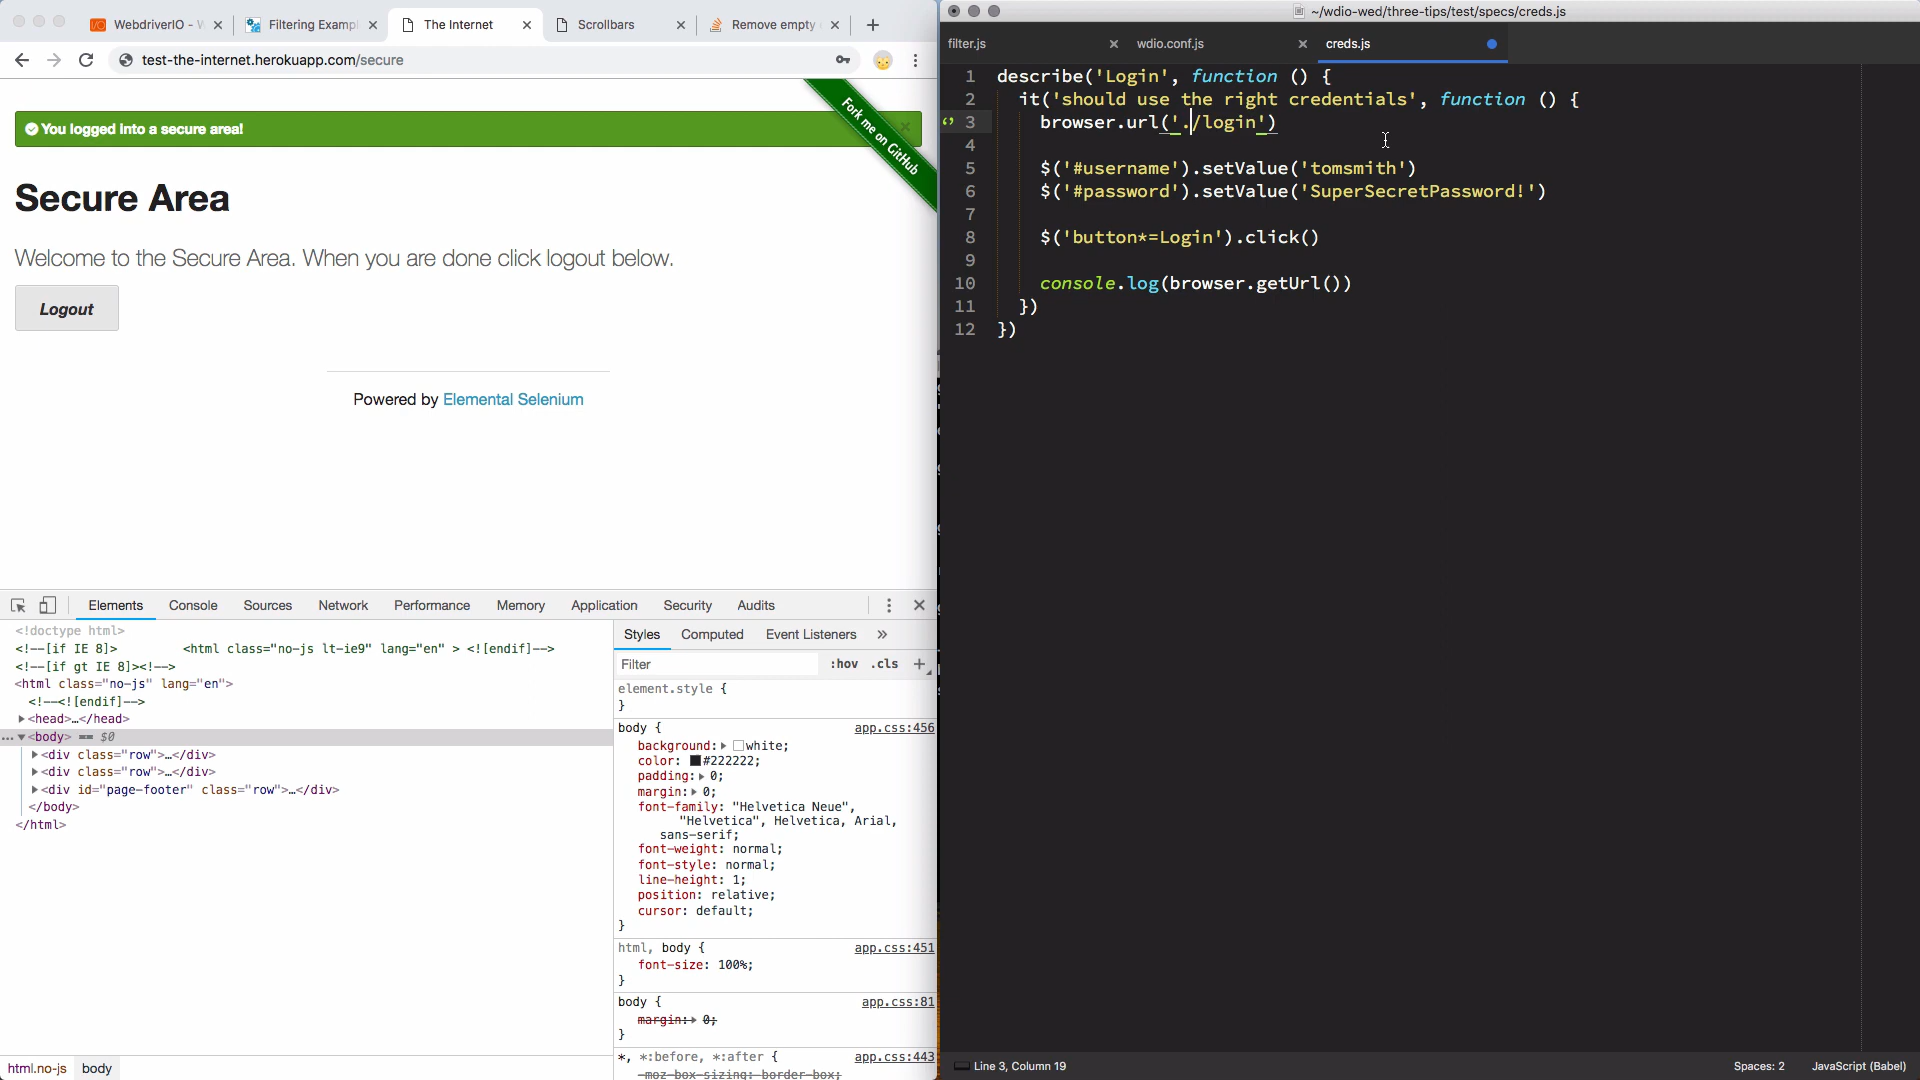 WebdriverIO - W
Filtering Exampl
The Internet
Scrollbars
Remove empty
test-the-internet.herokuapp.com/secure
Fork me on GitHub
You logged into a secure area!
Secure Area
Welcome to the Secure Area. When you are done click logout below.
Logout
Powered by Elemental Selenium
Elements Console Sources Network Performance Memory Application Security Audits
<!doctype html>
<!--[if IE 8]>         <html class="no-js lt-ie9" lang="en" > <![endif]-->
<!--[if gt IE 8]><!-->
<html class="no-js" lang="en">
<!--<![endif]-->
<head>…</head>
<body> == $0
<div class="row">…</div>
<div class="row">…</div>
<div id="page-footer" class="row">…</div>
</body>
</html>
html.no-js body
Styles Computed Event Listeners »
Filter :hov .cls +
element.style {
}
body { app.css:456
background: white;
color: #222222;
padding: 0;
margin: 0;
font-family: "Helvetica Neue",
"Helvetica", Helvetica, Arial,
sans-serif;
font-weight: normal;
font-style: normal;
line-height: 1;
position: relative;
cursor: default;
}
html, body { app.css:451
font-size: 100%;
}
body { app.css:81
margin: 0;
}
*, *:before, *:after { app.css:443
-moz-box-sizing: border-box;
~/wdio-wed/three-tips/test/specs/creds.js
filter.js
wdio.conf.js
creds.js
1 describe('Login', function () {
2 it('should use the right credentials', function () {
3 browser.url('./login')
4
5 $('#username').setValue('tomsmith')
6 $('#password').setValue('SuperSecretPassword!')
7
8 $('button*=Login').click()
9
10 console.log(browser.getUrl())
11 })
12 })
Line 3, Column 19
Spaces: 2
JavaScript (Babel)